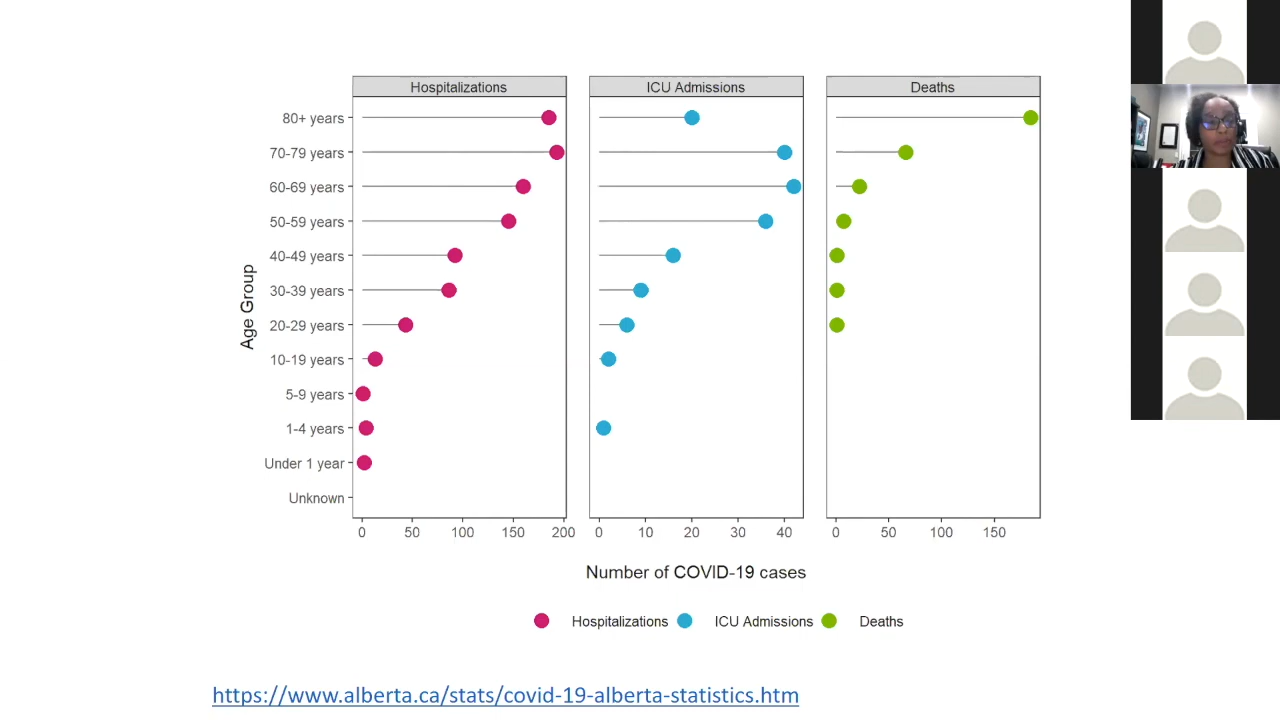 Hospitalizations
ICU Admissions
Deaths
80+ years
70-79 years
60-69 years
50-59 years
40-49 years
30-39 years
20-29 years
10-19 years
5-9 years
1-4 years
Under 1 year
Unknown
Age Group
0 50 100 150 200
0 10 20 30 40
0 50 100 150
Number of COVID-19 cases
Hospitalizations ICU Admissions Deaths
https://www.alberta.ca/stats/covid-19-alberta-statistics.htm